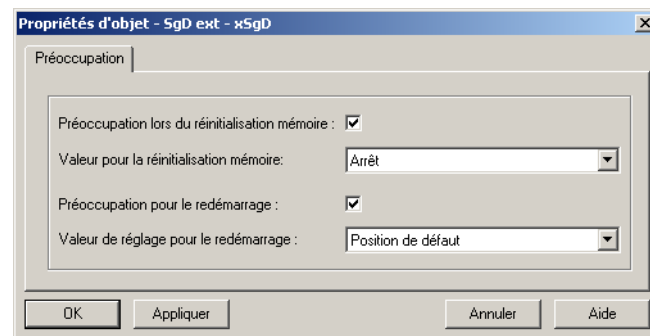 Propriétés d'objet - SgD ext - xSgD
Préoccupation
Préoccupation lors du réinitialisation mémoire :
Valeur pour la réinitialisation mémoire: Arrêt
Préoccupation pour le redémarrage :
Valeur de réglage pour le redémarrage : Position de défaut
OK Appliquer Annuler Aide